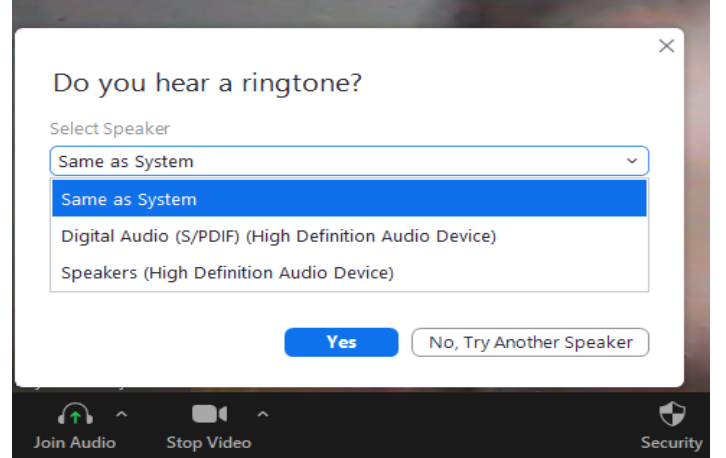 Do you hear a ringtone?
Select Speaker
Same as System
Same as System
Digital Audio (S/PDIF) (High Definition Audio Device)
Speakers (High Definition Audio Device)
Yes
No, Try Another Speaker
Join Audio
Stop Video
Security